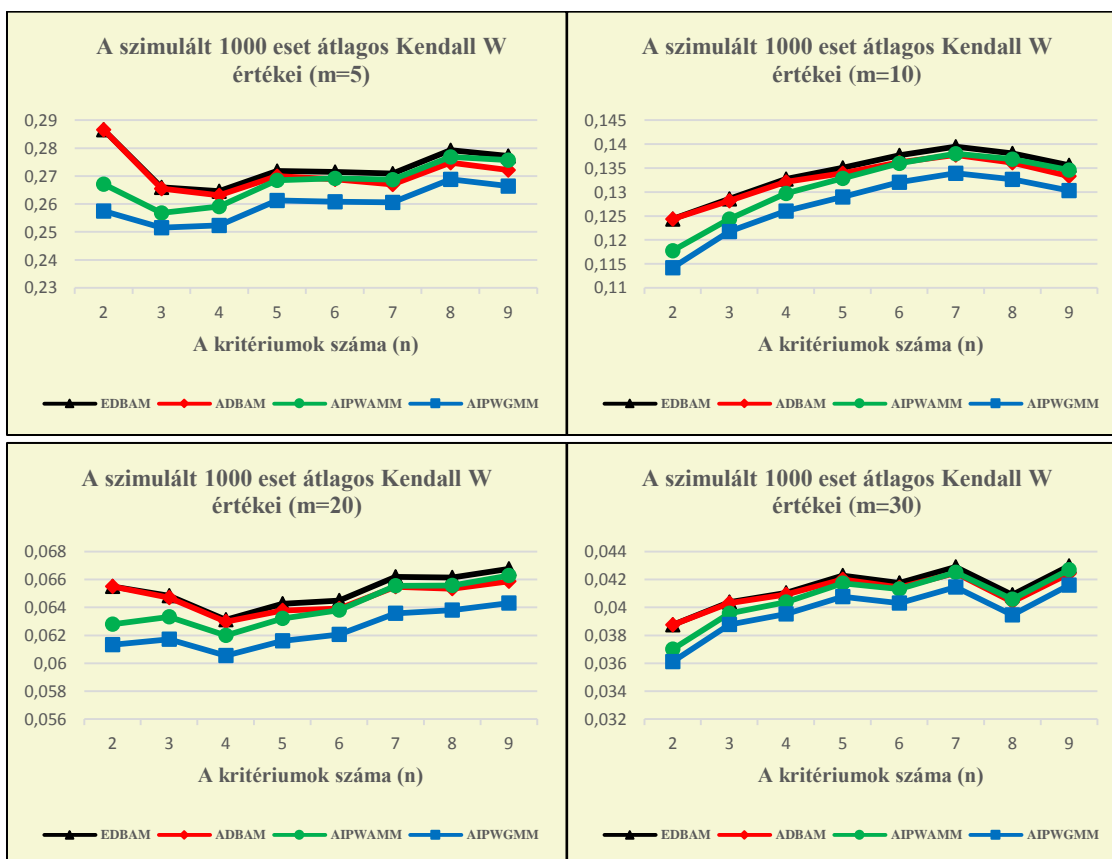 A szimulált 1000 eset átlagos Kendall W
értékei (m=5)
0,29
0,28
0,27
0,26
0,25
0,24
0,23
2 3 4 5 6 7 8 9
A kritériumok száma (n)
EDBAM ADBAM AIPWAMM AIPWGMM
A szimulált 1000 eset átlagos Kendall W
értékei (m=10)
0,145
0,14
0,135
0,13
0,125
0,12
0,115
0,11
2 3 4 5 6 7 8 9
A kritériumok száma (n)
EDBAM ADBAM AIPWAMM AIPWGMM
A szimulált 1000 eset átlagos Kendall W
értékei (m=20)
0,068
0,066
0,064
0,062
0,06
0,058
0,056
2 3 4 5 6 7 8 9
A kritériumok száma (n)
EDBAM ADBAM AIPWAMM AIPWGMM
A szimulált 1000 eset átlagos Kendall W
értékei (m=30)
0,044
0,042
0,04
0,038
0,036
0,034
0,032
2 3 4 5 6 7 8 9
A kritériumok száma (n)
EDBAM ADBAM AIPWAMM AIPWGMM